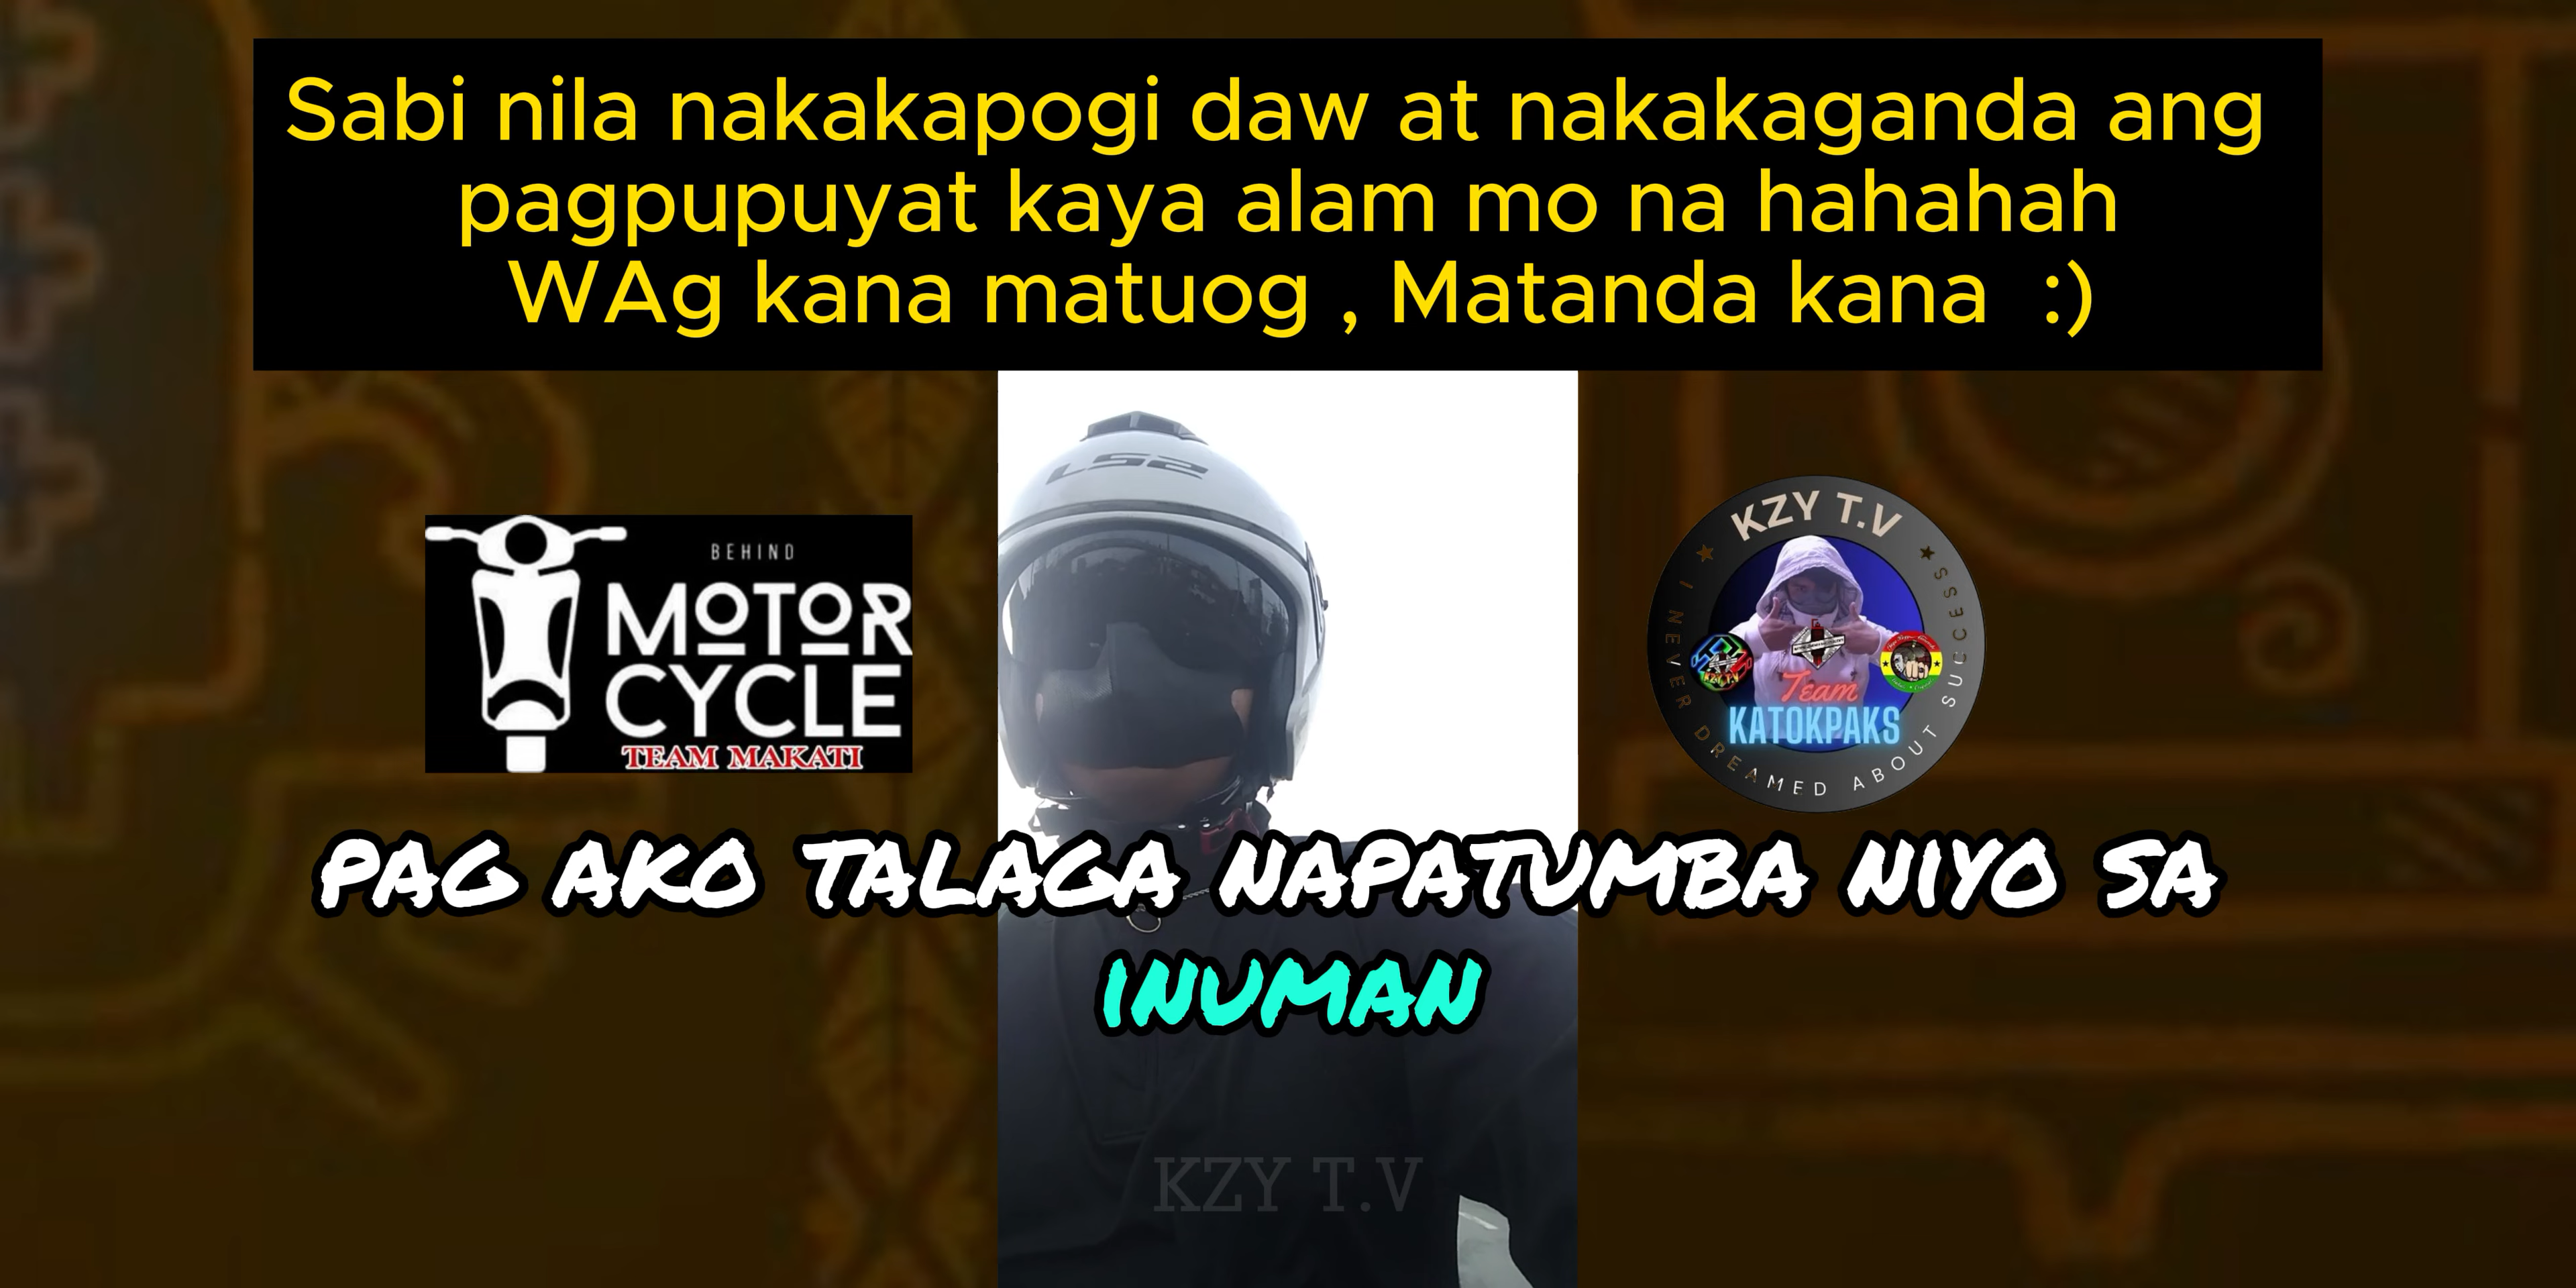 Sabi nila nakakapogi daw at nakakaganda ang
pagpupuyat kaya alam mo na hahahah
WAg kana matuog , Matanda kana :)
LS2
BEHIND
MOTOR
CYCLE
TEAM MAKATI
KZY T.V
I NEVER DREAMED ABOUT SUCCESS
Team
KATOKPAKS
PAG AKO TALAGA NAPATUMBA NIYO SA
INUMAN
KZY T.V